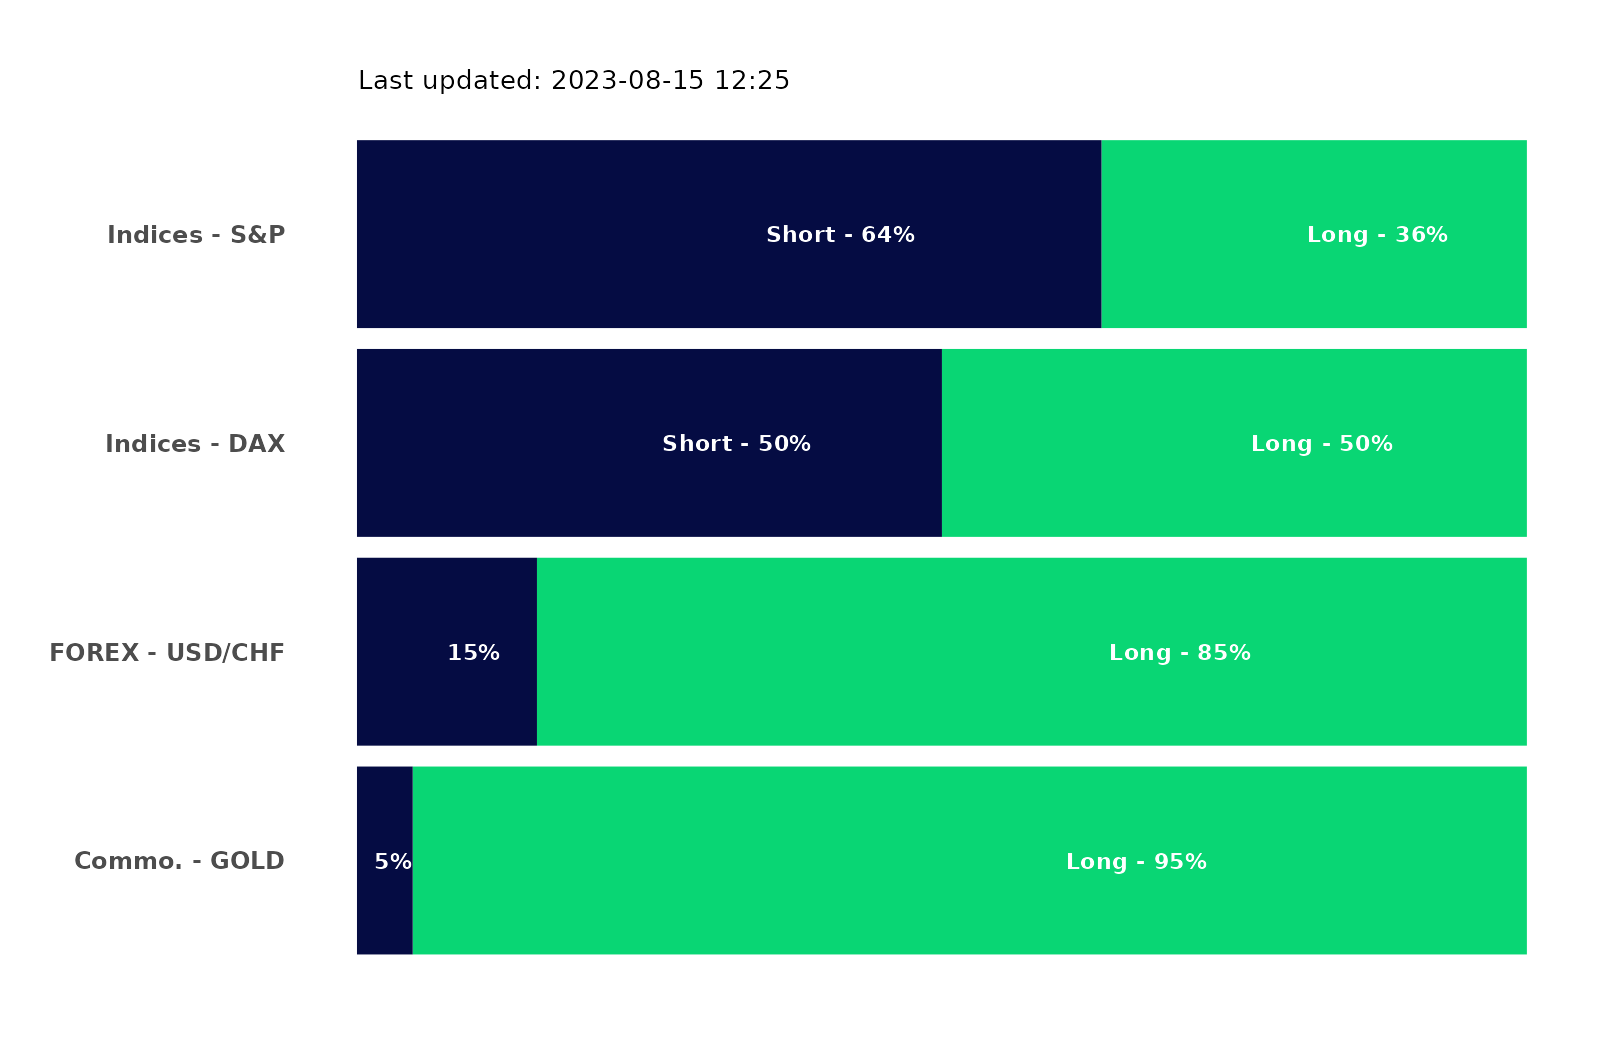 Last updated: 2023-08-15 12:25
Indices - S&P
Short - 64%
Long - 36%
Indices - DAX
Short - 50%
Long - 50%
FOREX - USD/CHF
15%
Long - 85%
Commo. - GOLD
5%
Long - 95%